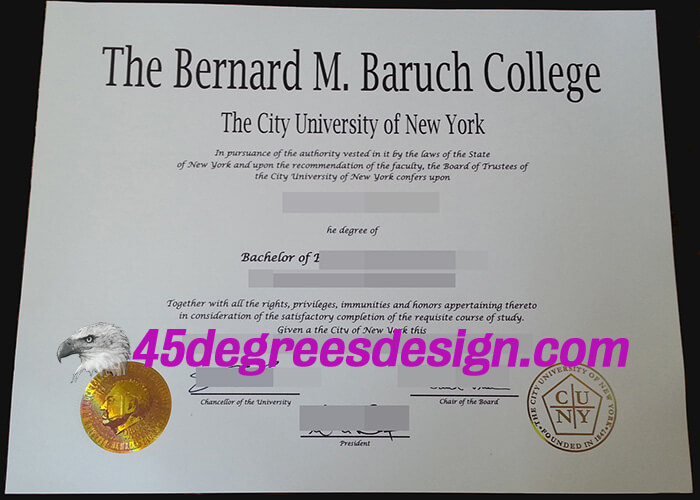 The Bernard M. Baruch College
The City University of New York
In pursuance of the authority vested in it by the laws of the State
of New York and upon the recommendation of the faculty, the Board of Trustees of
the City University of New York confers upon
he degree of
Bachelor of
Together with all the rights, privileges, immunities and honors appertaining thereto
in consideration of the satisfactory completion of the requisite course of study.
Given a the City of New York this
45degreesdesign.com
Chancellor of the University
Chair of the Board
President
THE CITY UNIVERSITY OF NEW YORK
CU
NY
FOUNDED IN 1847